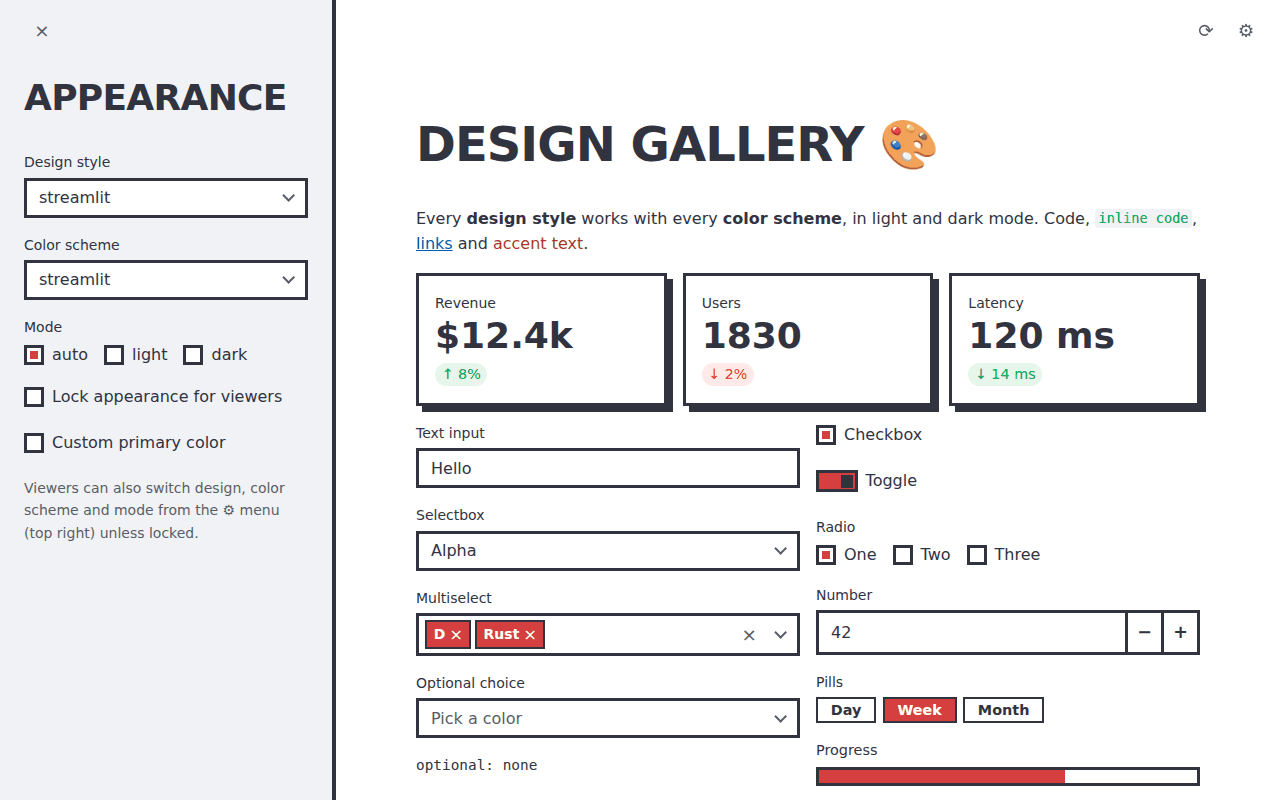 APPEARANCE
Design style
streamlit
Color scheme
streamlit
Mode
auto light dark
Lock appearance for viewers
Custom primary color
Viewers can also switch design, color
scheme and mode from the ⚙ menu
(top right) unless locked.
DESIGN GALLERY 🎨
Every design style works with every color scheme, in light and dark mode. Code, inline code,
links and accent text.
Revenue
$12.4k
↑ 8%
Users
1830
↓ 2%
Latency
120 ms
↓ 14 ms
Text input
Hello
Selectbox
Alpha
Multiselect
D × Rust ×
Optional choice
Pick a color
optional: none
Checkbox
Toggle
Radio
One Two Three
Number
42 − +
Pills
Day Week Month
Progress